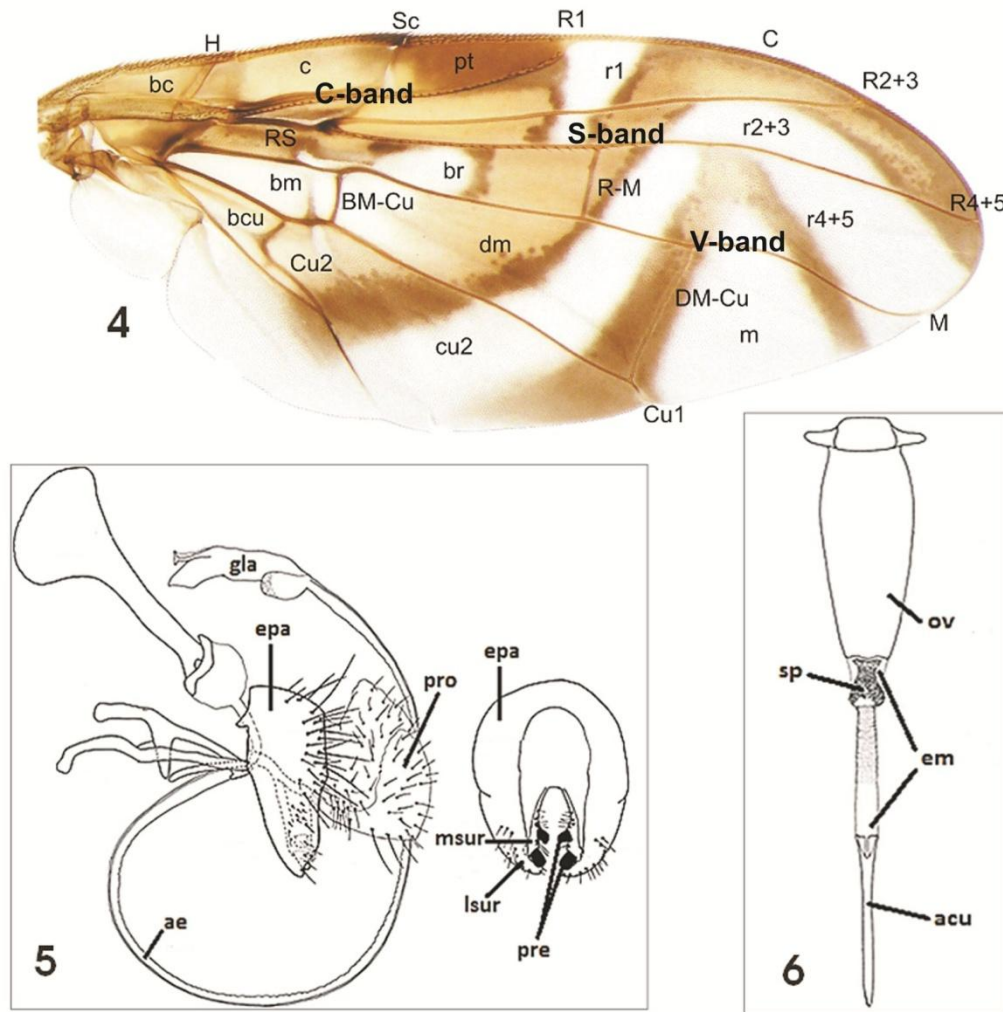 Sc
R1
H
C
bc
c
pt
r1
R2+3
C-band
RS
S-band
r2+3
br
bm
BM-Cu
R-M
r4+5
R4+5
bcu
V-band
Cu2
dm
DM-Cu
4
M
m
cu2
Cu1
gla
epa
pro
epa
msur
lsur
pre
ae
5
ov
sp
em
acu
6